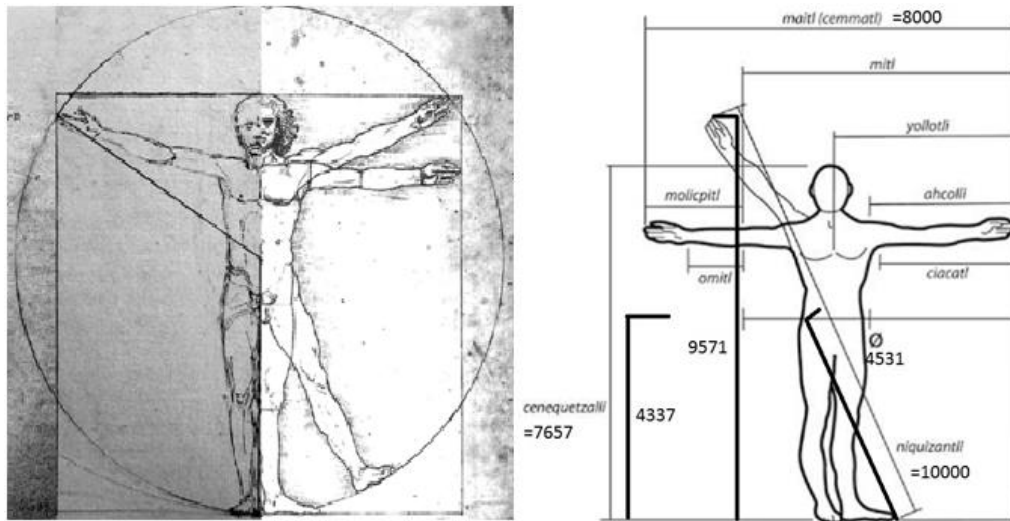 maitl (cemmatl) =8000
mitl
yollotli
molicpitl
ahcolli
omitl
ciacatl
9571
Ø
4531
cenequetzalli
=7657
4337
niquizantli
=10000